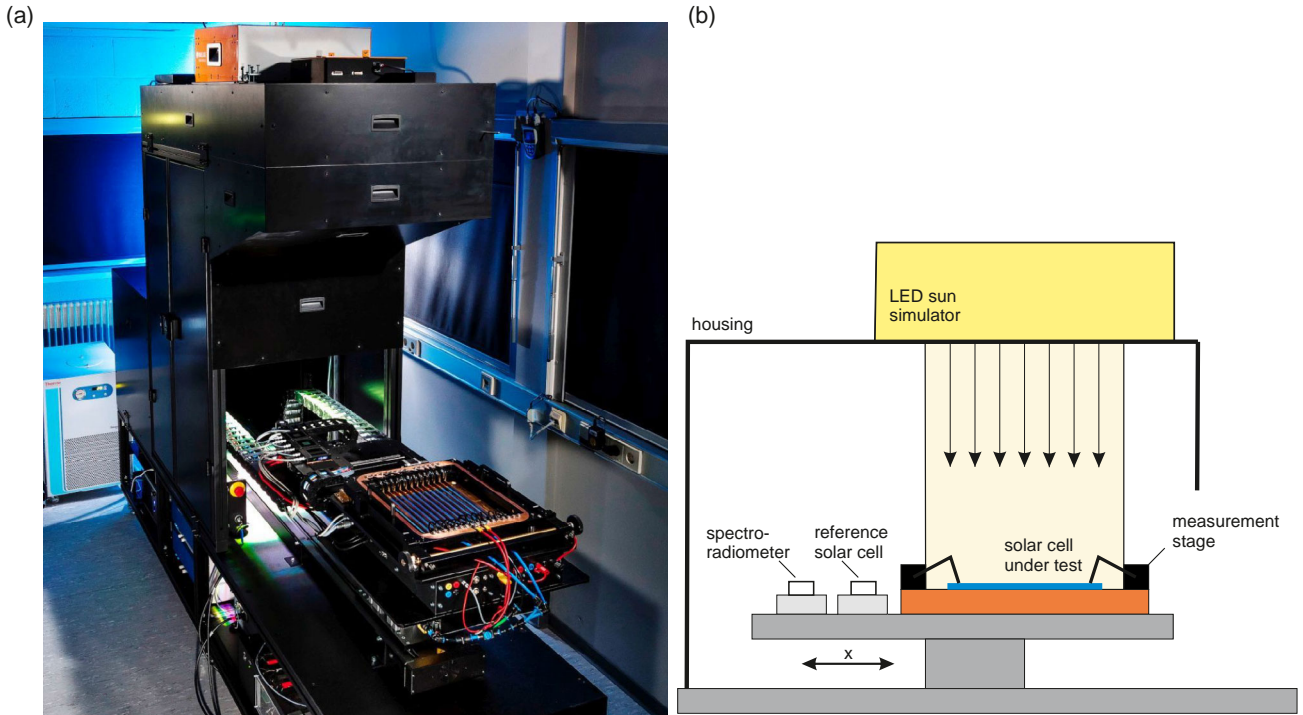 (a)
(b)
LED sun
simulator
housing
spectro-
radiometer
reference
solar cell
solar cell
under test
measurement
stage
x